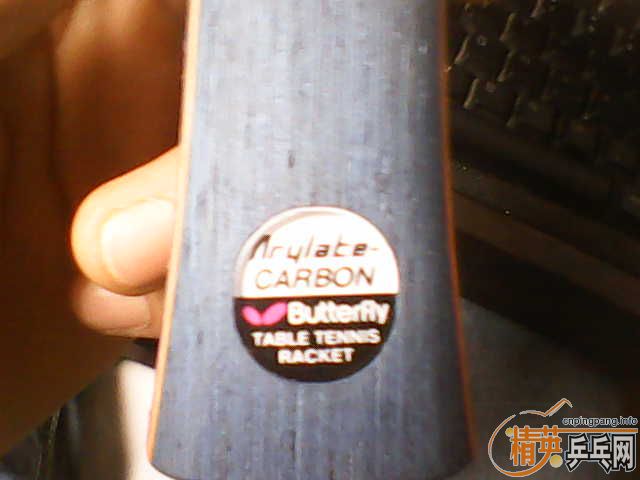 Arylate-
CARBON
Butterfly
TABLE TENNIS
RACKET
cnpingpang.info
精英乒乓网